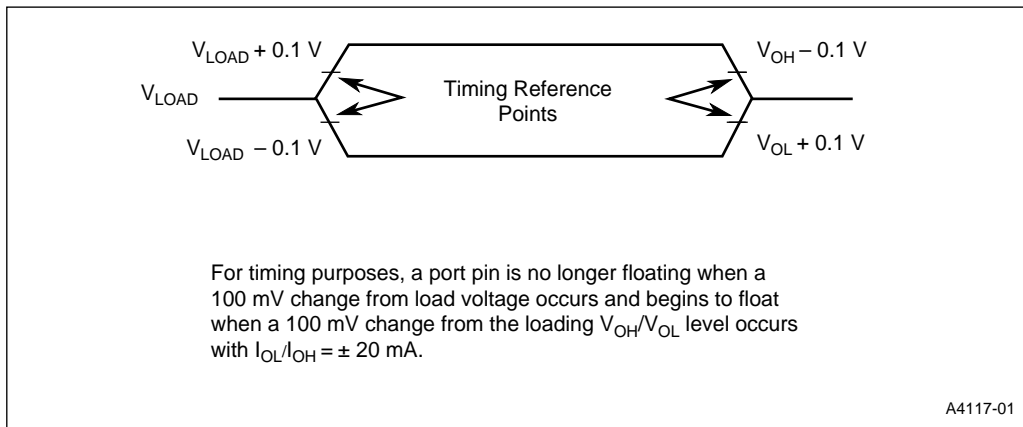 V_LOAD + 0.1 V
V_OH – 0.1 V
V_LOAD
Timing Reference
Points
V_LOAD – 0.1 V
V_OL + 0.1 V
For timing purposes, a port pin is no longer floating when a
100 mV change from load voltage occurs and begins to float
when a 100 mV change from the loading V_OH/V_OL level occurs
with I_OL/I_OH = ± 20 mA.
A4117-01